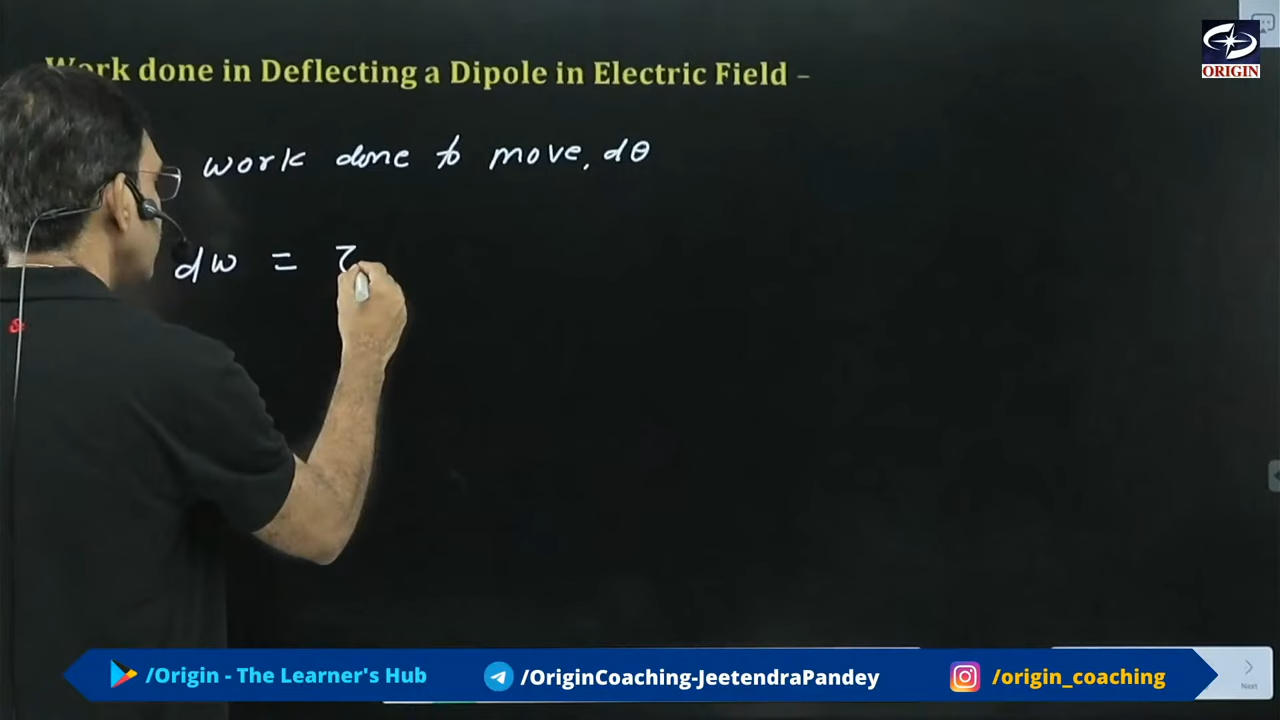 ORIGIN
Work done in Deflecting a Dipole in Electric Field –
work done to move, dθ
dw = τ
/Origin - The Learner's Hub
/OriginCoaching-JeetendraPandey
/origin_coaching
Next